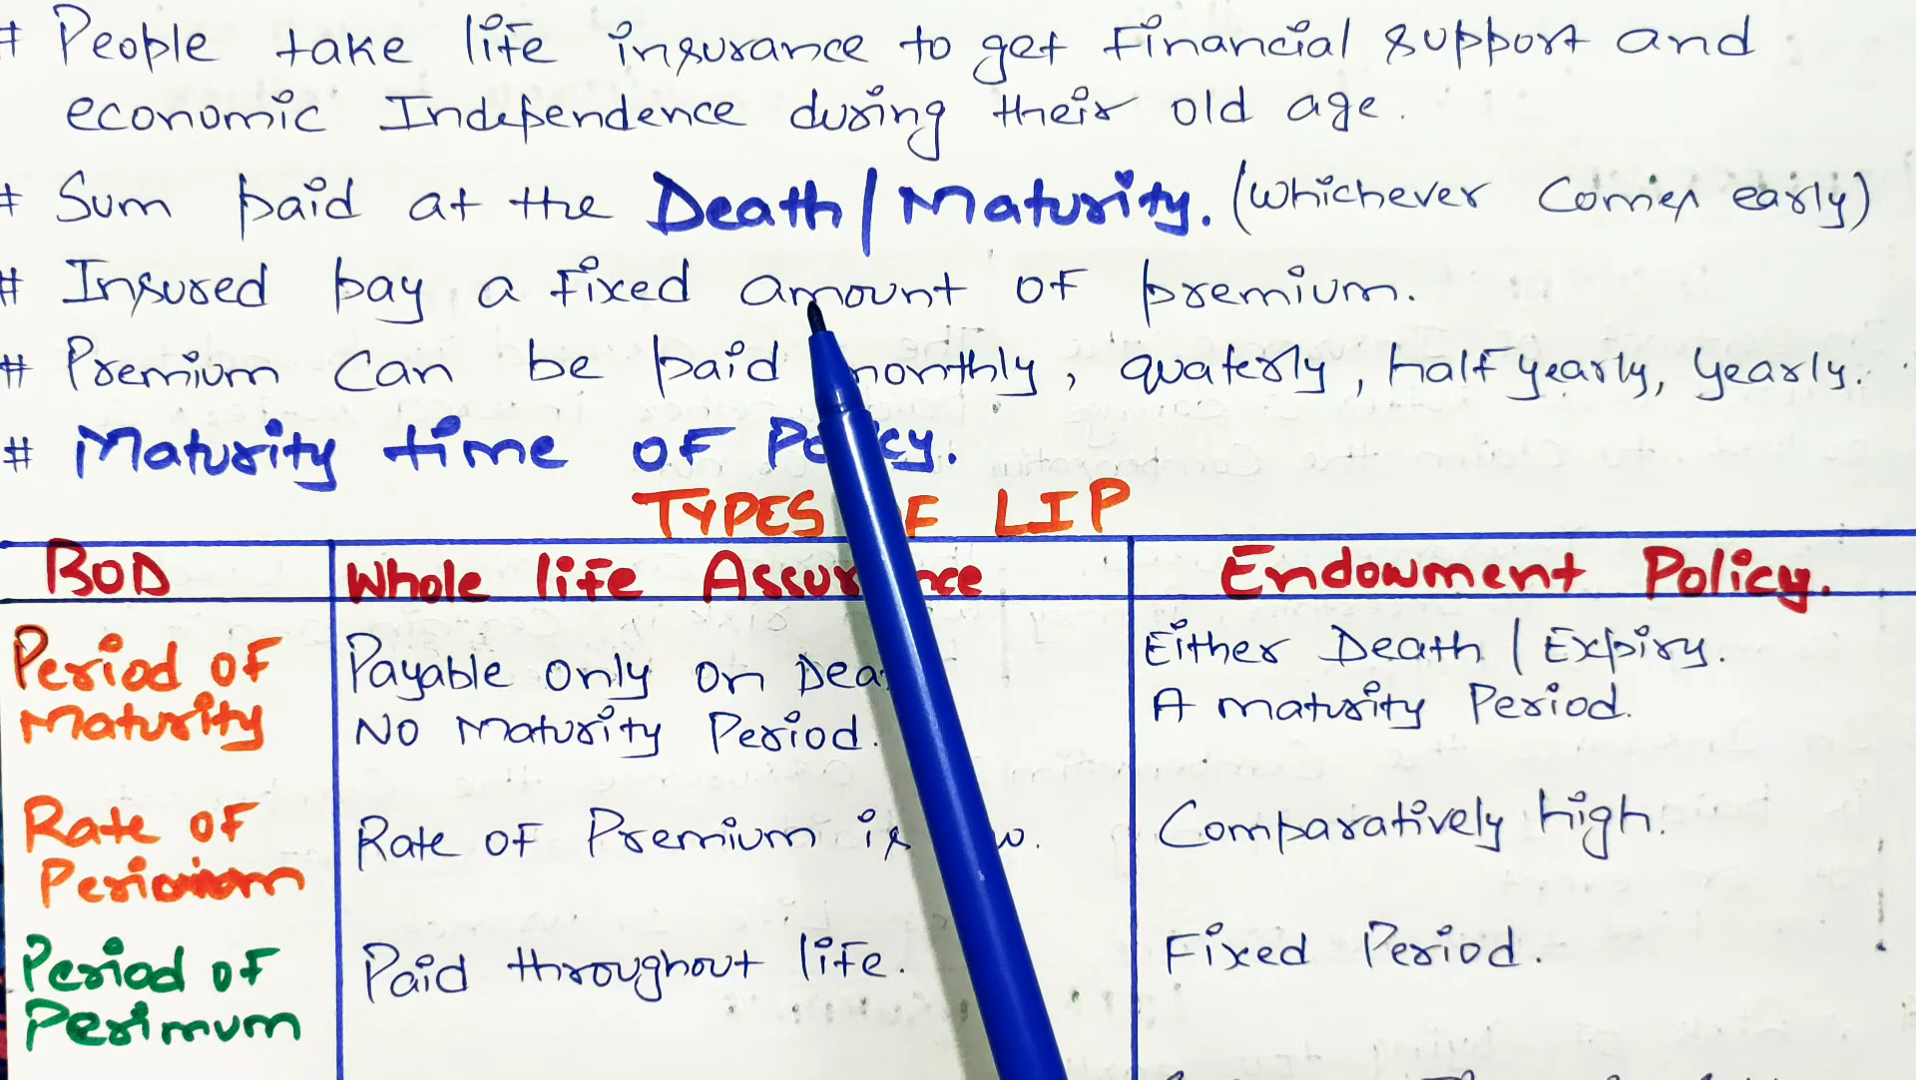 # People take life insurance to get Financial support and
economic Independence during their old age.
# Sum paid at the Death/Maturity. (Whichever Comes early)
# Insured pay a fixed amount of premium.
# Premium Can be paid monthly, quaterly, half yearly, Yearly.
# Maturity time of Policy.
TYPES OF LIP
BOD Whole life Assurance Endowment Policy.
Period of Maturity
Payable Only On
NO Maturity Period.
Either Death / Expiry.
A maturity Period.
Rate of
Rate of Premium is
Comparatively high.
Period of Perimum
Paid throughout life.
Fixed Period.